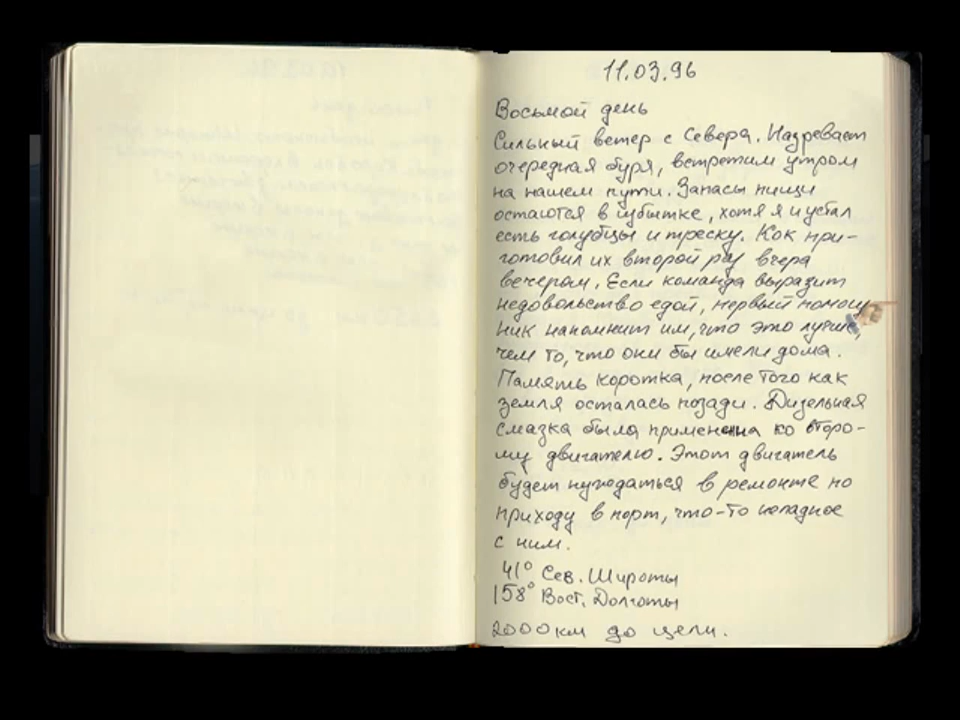 11.03.96
Восьмой день
Сильный ветер с Севера. Назревает
очередная буря, встретим утром
на нашем пути. Запасы пищи
остаются в избытке, хотя я и устал
есть голубцы и треску. Кок при-
готовил их второй раз вчера
вечером. Если команда выразит
недовольство едой, первый помощ
ник напомнит им, что это лучше,
чем то, что они бы имели дома.
Память коротка, после того как
земля осталась позади. Дизельная
смазка была применена ко второ-
му двигателю. Этот двигатель
будет нуждаться в ремонте по
приходу в порт, что-то неладное
с ним.
41° Сев. Широты
158° Вост. Долготы
2000 км до цели.